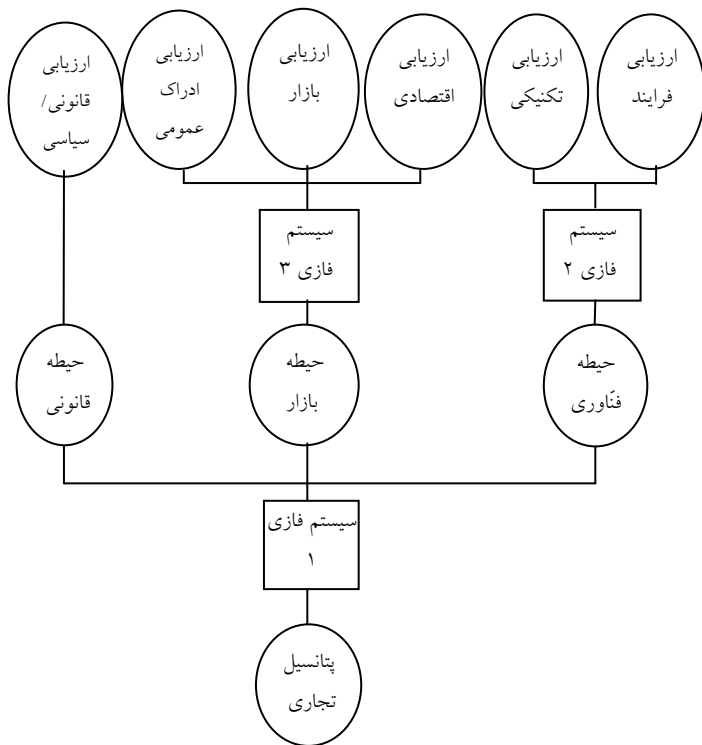 ارزیابی
فرایند
ارزیابی
تکنیکی
ارزیابی
اقتصادی
ارزیابی
بازار
ارزیابی
ادراک
عمومی
ارزیابی
قانونی/
سیاسی
سیستم
فازی ۲
سیستم
فازی ۳
حیطه
فنّاوری
حیطه
بازار
حیطه
قانونی
سیستم فازی
۱
پتانسیل
تجاری